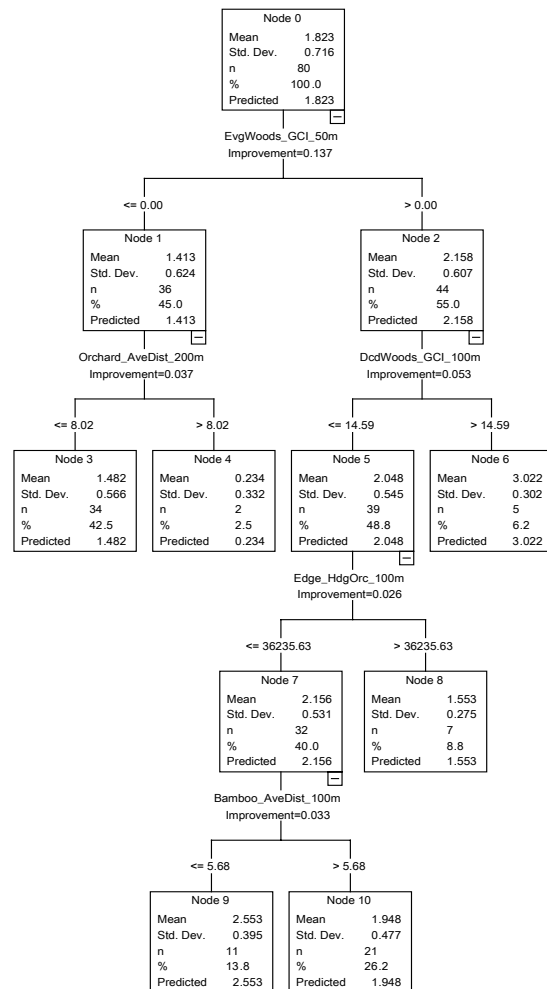 Node 0
Mean 1.823
Std. Dev. 0.716
n 80
% 100.0
Predicted 1.823
EvgWoods_GCI_50m
Improvement=0.137
<= 0.00
> 0.00
Node 1
Mean 1.413
Std. Dev. 0.624
n 36
% 45.0
Predicted 1.413
Node 2
Mean 2.158
Std. Dev. 0.607
n 44
% 55.0
Predicted 2.158
Orchard_AveDist_200m
Improvement=0.037
DcdWoods_GCI_100m
Improvement=0.053
<= 8.02
> 8.02
<= 14.59
> 14.59
Node 3
Mean 1.482
Std. Dev. 0.566
n 34
% 42.5
Predicted 1.482
Node 4
Mean 0.234
Std. Dev. 0.332
n 2
% 2.5
Predicted 0.234
Node 5
Mean 2.048
Std. Dev. 0.545
n 39
% 48.8
Predicted 2.048
Node 6
Mean 3.022
Std. Dev. 0.302
n 5
% 6.2
Predicted 3.022
Edge_HdgOrc_100m
Improvement=0.026
<= 36235.63
> 36235.63
Node 7
Mean 2.156
Std. Dev. 0.531
n 32
% 40.0
Predicted 2.156
Node 8
Mean 1.553
Std. Dev. 0.275
n 7
% 8.8
Predicted 1.553
Bamboo_AveDist_100m
Improvement=0.033
<= 5.68
> 5.68
Node 9
Mean 2.553
Std. Dev. 0.395
n 11
% 13.8
Predicted 2.553
Node 10
Mean 1.948
Std. Dev. 0.477
n 21
% 26.2
Predicted 1.948